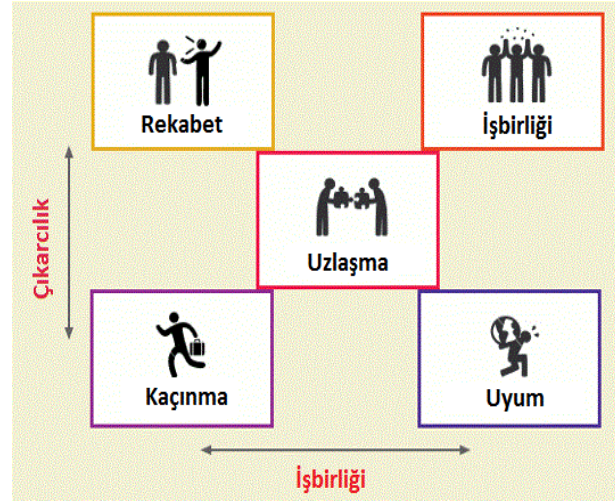 Rekabet
İşbirliği
Çıkarcılık
Uzlaşma
Kaçınma
Uyum
İşbirliği